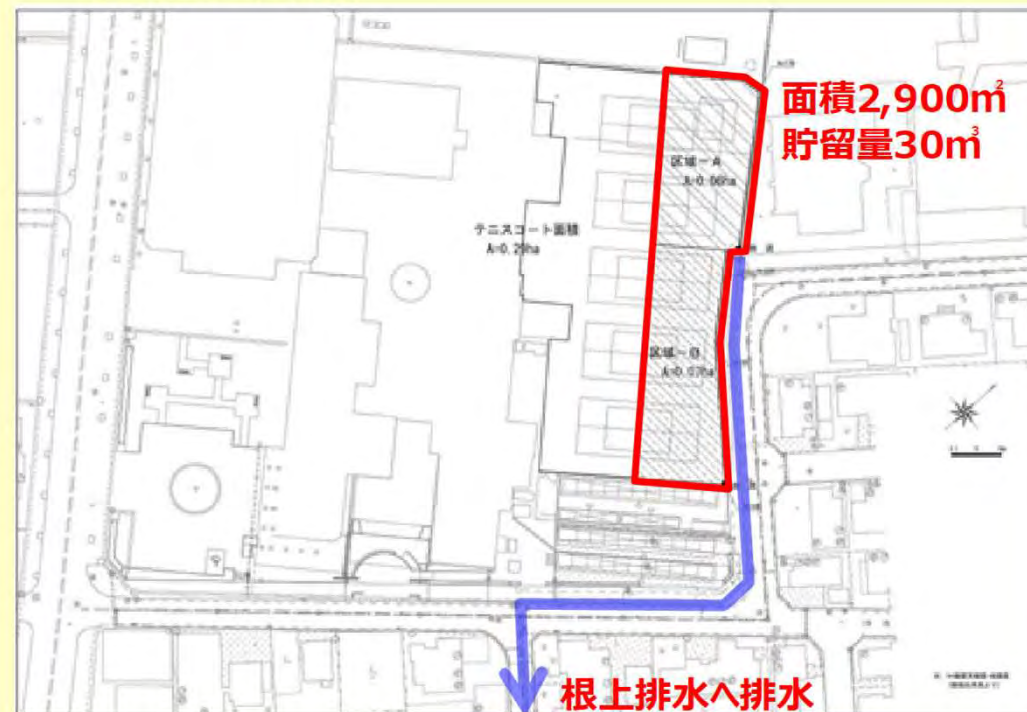 面積2,900㎡
貯留量30㎥
区域-A
A=0.06ha
テニスコート面積
A=0.29ha
区域-B
A=0.07ha
根上排水へ排水